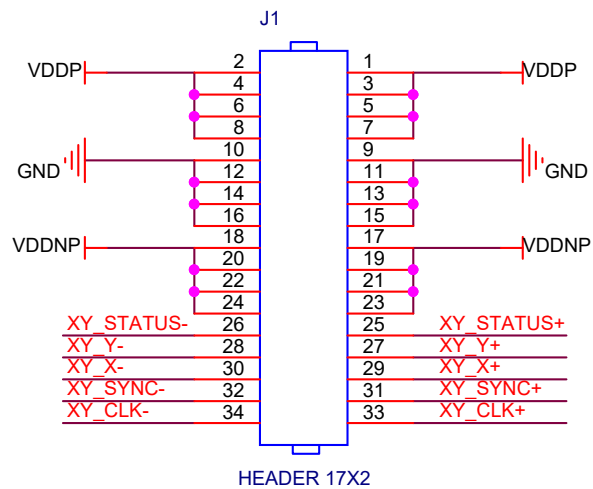 J1
VDDP 2 1 VDDP
4 3
6 5
8 7
GND 10 9 GND
12 11
14 13
16 15
VDDNP 18 17 VDDNP
20 19
22 21
24 23
XY_STATUS- 26 25 XY_STATUS+
XY_Y- 28 27 XY_Y+
XY_X- 30 29 XY_X+
XY_SYNC- 32 31 XY_SYNC+
XY_CLK- 34 33 XY_CLK+
HEADER 17X2